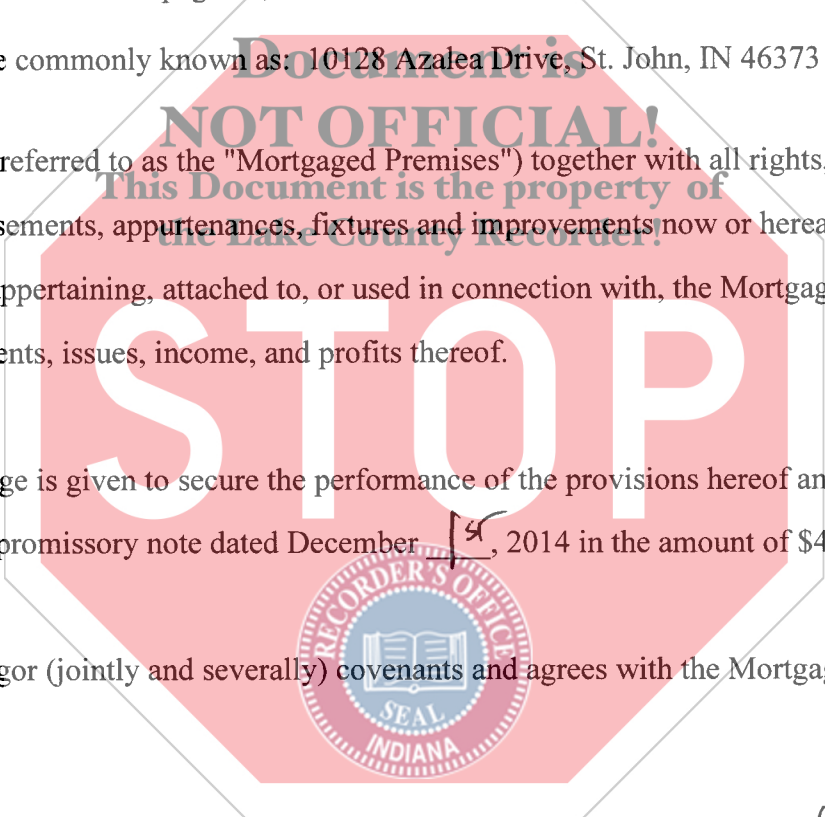 e commonly known as: 10128 Azalea Drive, St. John, IN 46373
Document is
NOT OFFICIAL!
referred to as the "Mortgaged Premises") together with all rights,
This Document is the property of
sements, appurtenances, fixtures and improvements now or herea
the Lake County Recorder!
ppertaining, attached to, or used in connection with, the Mortgag
ents, issues, income, and profits thereof.
STOP
ge is given to secure the performance of the provisions hereof an
promissory note dated December 1st, 2014 in the amount of $4
RECORDER'S OFFICE
gor (jointly and severally) covenants and agrees with the Mortga
SEAL
INDIANA